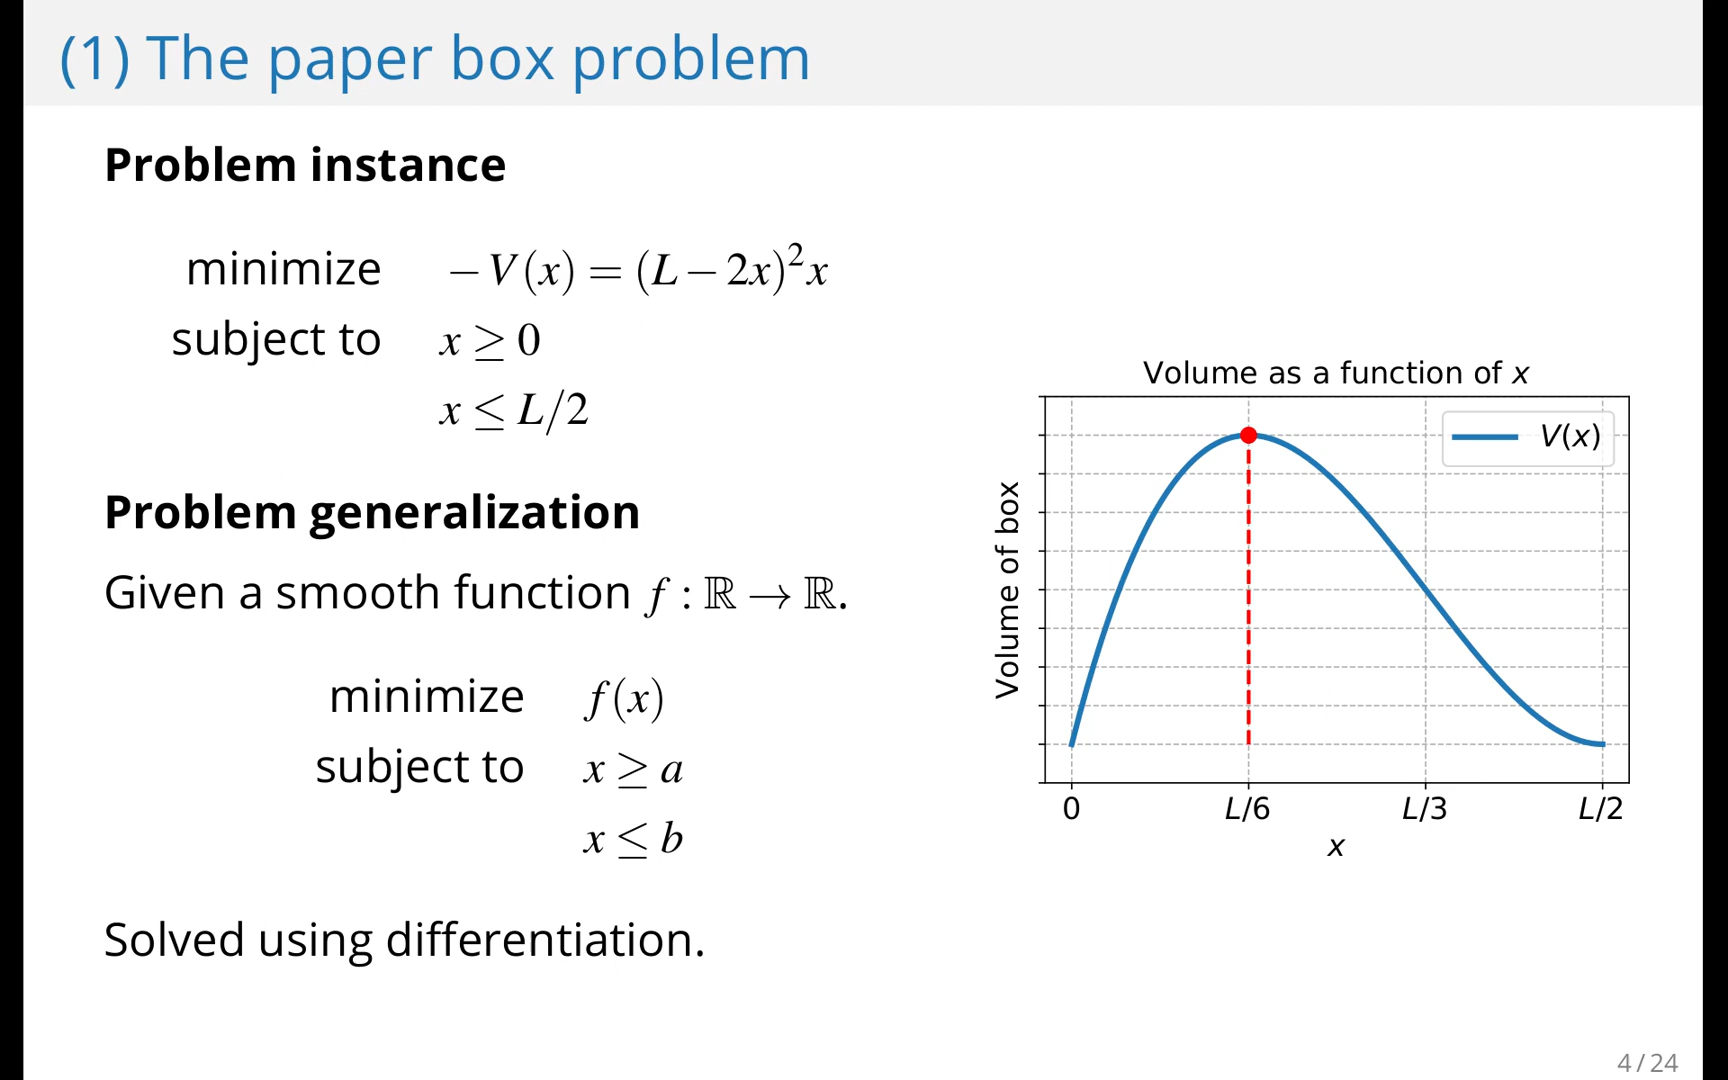 (1) The paper box problem
Problem instance
minimize −V(x) = (L − 2x)²x
subject to x ≥ 0
x ≤ L/2
Problem generalization
Given a smooth function f : ℝ → ℝ.
minimize f(x)
subject to x ≥ a
x ≤ b
Solved using differentiation.
Volume as a function of x
V(x)
Volume of box
0 L/6 L/3 L/2
x
4 / 24